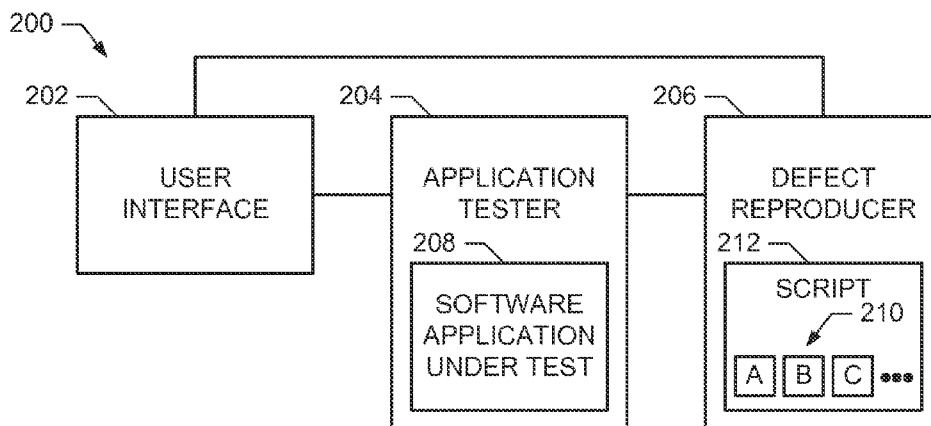 200
202
204
206
USER
INTERFACE
APPLICATION
TESTER
DEFECT
REPRODUCER
208
212
SOFTWARE
APPLICATION
UNDER TEST
SCRIPT
210
A B C •••